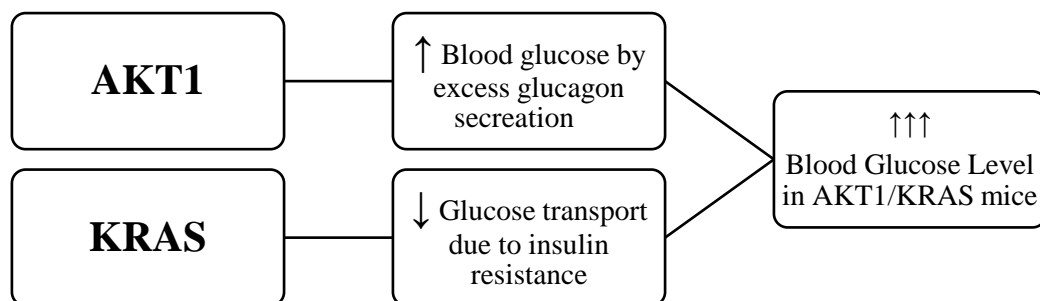 AKT1
↑ Blood glucose by
excess glucagon
secreation
KRAS
↓ Glucose transport
due to insulin
resistance
↑↑↑
Blood Glucose Level
in AKT1/KRAS mice